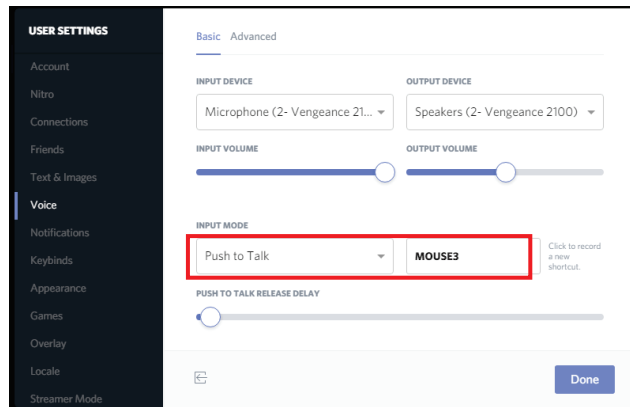 USER SETTINGS
Account
Nitro
Connections
Friends
Text & Images
Voice
Notifications
Keybinds
Appearance
Games
Overlay
Locale
Streamer Mode
Basic Advanced
INPUT DEVICE OUTPUT DEVICE
Microphone (2- Vengeance 21... Speakers (2- Vengeance 2100)
INPUT VOLUME OUTPUT VOLUME
INPUT MODE
Push to Talk MOUSE3 Click to record
a new
shortcut.
PUSH TO TALK RELEASE DELAY
Done